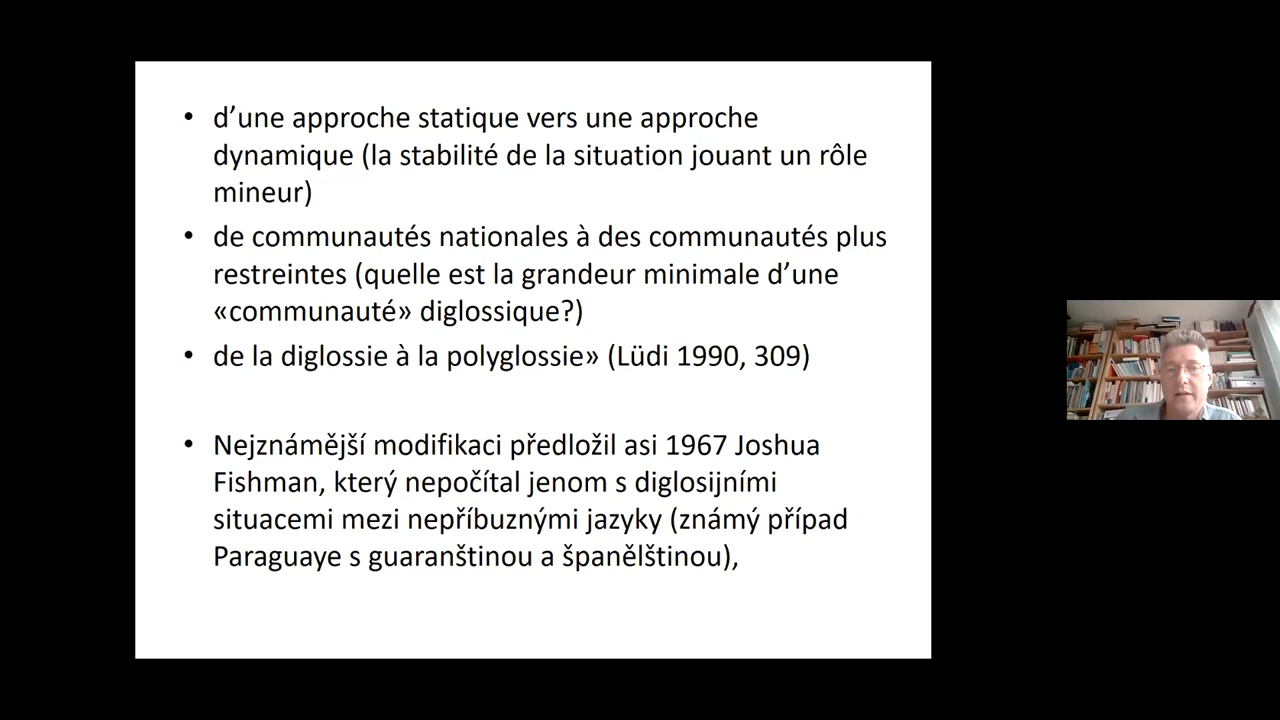 • d’une approche statique vers une approche
dynamique (la stabilité de la situation jouant un rôle
mineur)
• de communautés nationales à des communautés plus
restreintes (quelle est la grandeur minimale d’une
«communauté» diglossique?)
• de la diglossie à la polyglossie» (Lüdi 1990, 309)
• Nejznámější modifikaci předložil asi 1967 Joshua
Fishman, který nepočítal jenom s diglosijními
situacemi mezi nepříbuznými jazyky (známý případ
Paraguaye s guaranštinou a španělštinou),